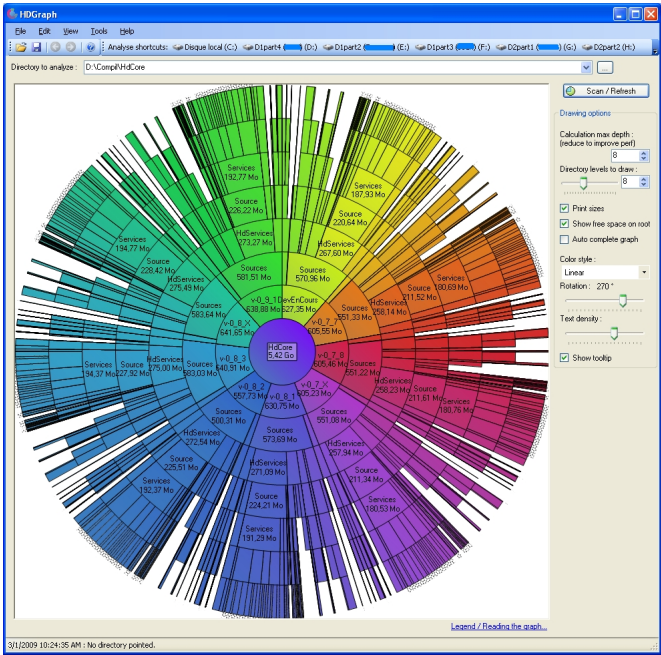 HDGraph
File Edit View Tools Help
Analyse shortcuts: Disque local (C:) D1part4 (D:) D1part2 (E:) D1part3 (F:) D2part1 (G:) D2part2 (H:)
Directory to analyze : D:\Compil\HdCore ...
Scan / Refresh
Drawing options
Calculation max depth :
(reduce to improve perf)
8
Directory levels to draw :
8
Print sizes
Show free space on root
Auto complete graph
Color style :
Linear
Rotation : 270 °
Text density :
Show tooltip
Services
192,77 Mo
Source
226,22 Mo
HdServices
273,27 Mo
Sources
581,51 Mo
v-0_9_1
638,88 Mo
Services
187,93 Mo
Source
220,64 Mo
HdServices
267,60 Mo
Sources
570,96 Mo
DevEnCours
627,35 Mo
Services
180,69 Mo
Source
211,52 Mo
HdServices
258,14 Mo
Sources
551,33 Mo
v-0_7_7
605,55 Mo
Services
180,76 Mo
Source
211,61 Mo
HdServices
258,23 Mo
Sources
551,22 Mo
v-0_7_8
605,46 Mo
Services
180,53 Mo
Source
211,34 Mo
HdServices
257,94 Mo
Sources
551,08 Mo
v-0_7_X
605,23 Mo
Services
191,29 Mo
Source
224,21 Mo
HdServices
271,09 Mo
Sources
573,69 Mo
v-0_8_1
630,75 Mo
Services
192,37 Mo
Source
225,51 Mo
HdServices
272,54 Mo
Sources
500,31 Mo
v-0_8_2
557,73 Mo
Services
194,37 Mo
Source
227,92 Mo
HdServices
275,00 Mo
Sources
583,03 Mo
v-0_8_3
640,91 Mo
Services
194,77 Mo
Source
228,42 Mo
HdServices
275,49 Mo
Sources
583,64 Mo
v-0_8_X
641,65 Mo
HdCore
5,42 Go
Legend / Reading the graph...
3/1/2009 10:24:35 AM : No directory pointed.